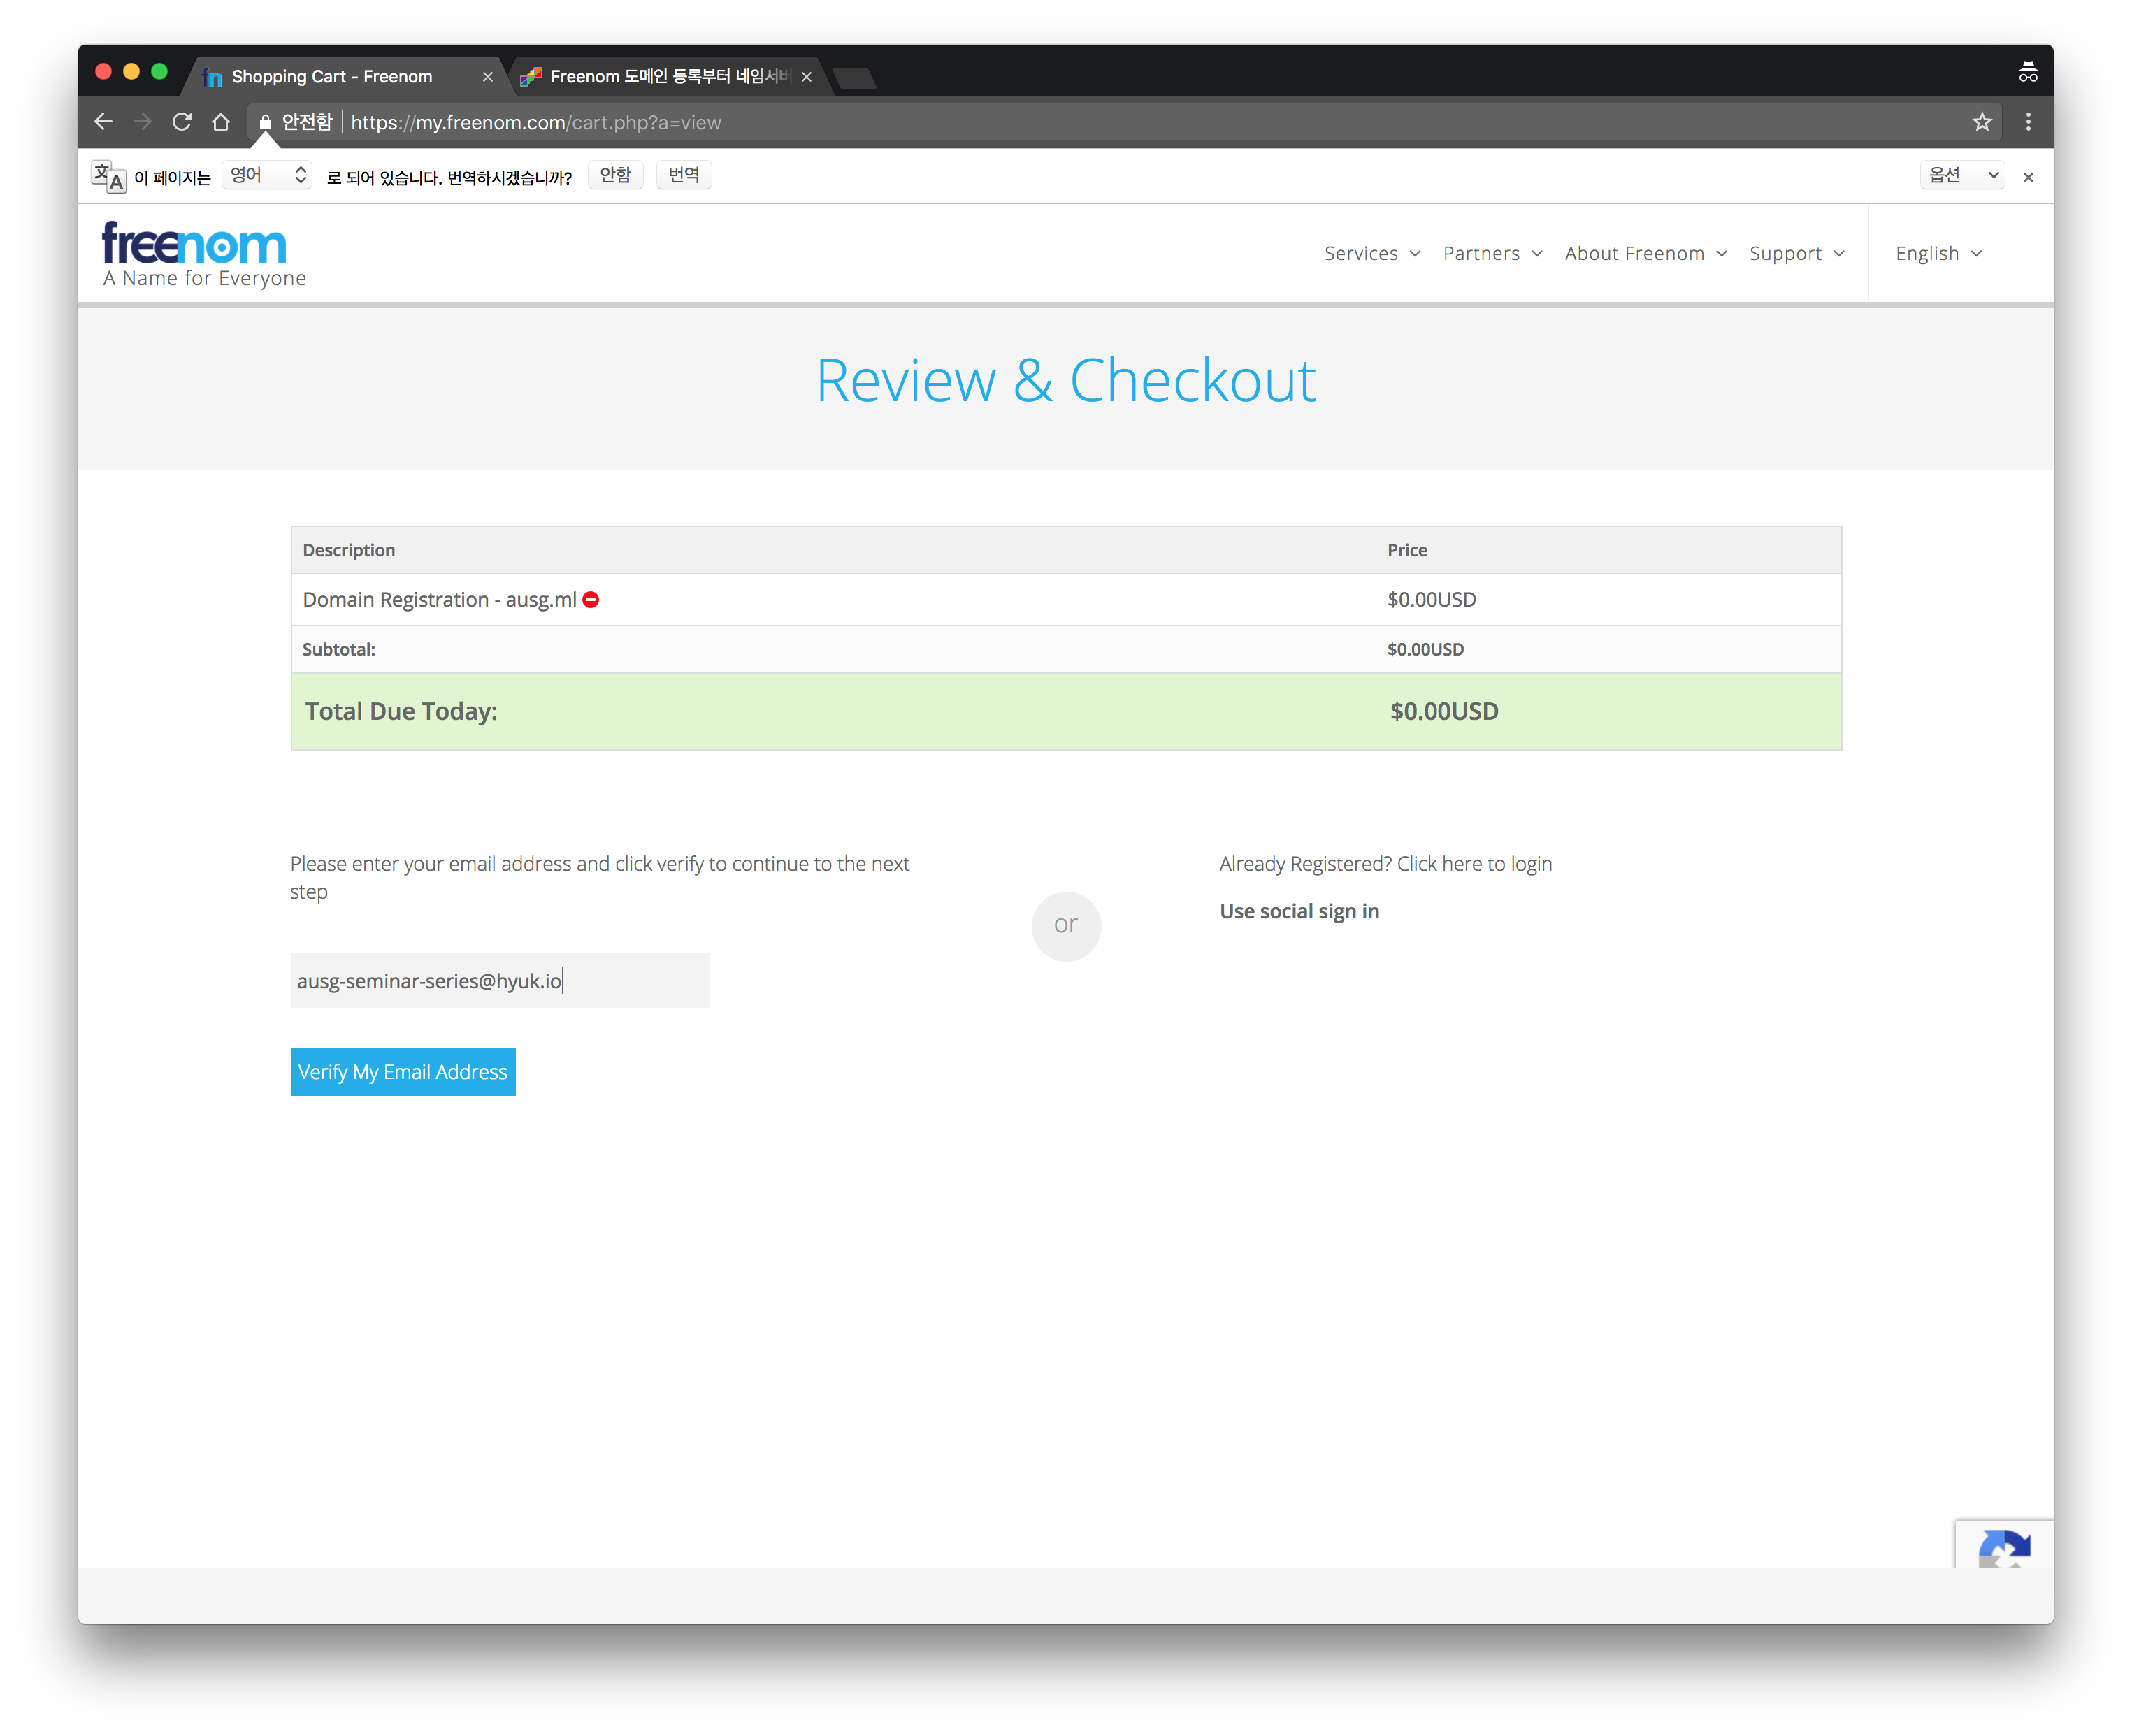 Shopping Cart - Freenom
Freenom 도메인 등록부터 네임서버
안전함 https://my.freenom.com/cart.php?a=view
이 페이지는 영어 로 되어 있습니다. 번역하시겠습니까? 안함 번역 옵션
freenom
A Name for Everyone
Services Partners About Freenom Support English
Review & Checkout
Description Price
Domain Registration - ausg.ml $0.00USD
Subtotal: $0.00USD
Total Due Today: $0.00USD
Please enter your email address and click verify to continue to the next
step
or
Already Registered? Click here to login
Use social sign in
ausg-seminar-series@hyuk.io
Verify My Email Address